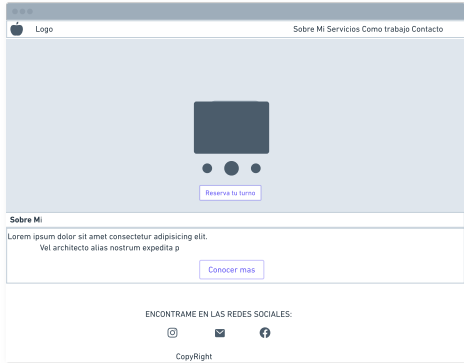 Logo
Sobre Mi Servicios Como trabajo Contacto
Reserva tu turno
Sobre Mi
Lorem ipsum dolor sit amet consectetur adipisicing elit.
Vel architecto alias nostrum expedita p
Conocer mas
ENCONTRAME EN LAS REDES SOCIALES:
CopyRight